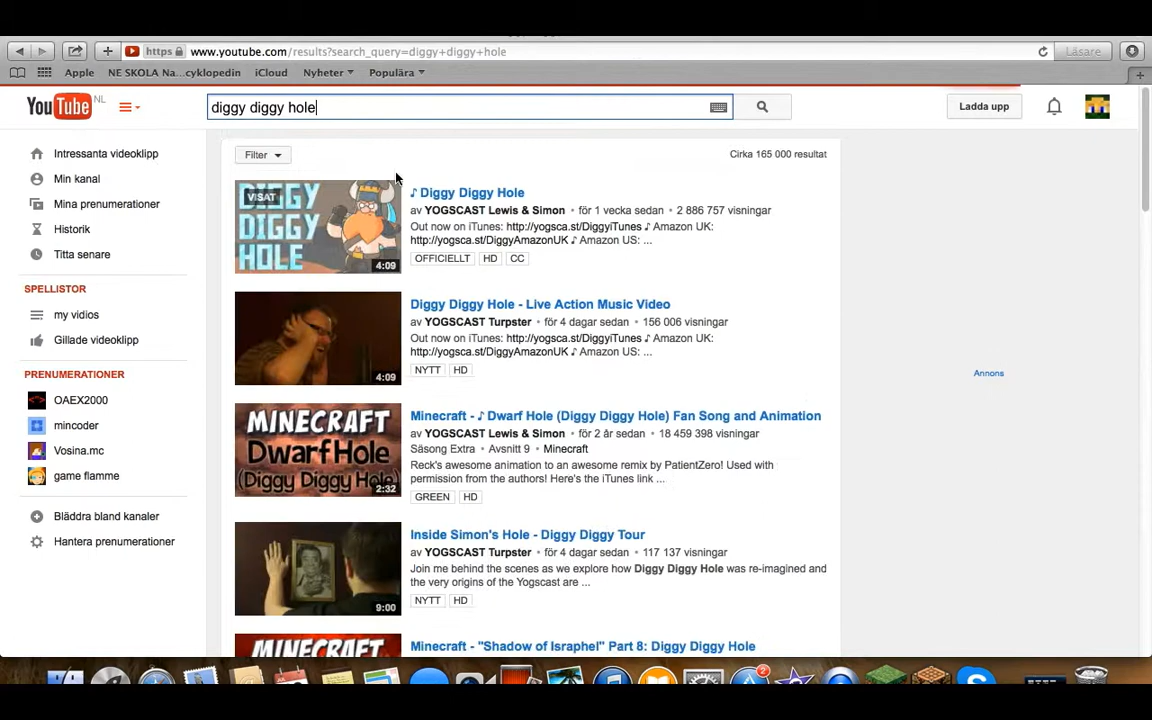 https www.youtube.com/results?search_query=diggy+diggy+hole Läsare
Apple NE SKOLA Na...cyklopedin iCloud Nyheter Populära
YouTube NL diggy diggy hole Ladda upp
Intressanta videoklipp
Min kanal
Mina prenumerationer
Historik
Titta senare
SPELLISTOR
my vidios
Gillade videoklipp
PRENUMERATIONER
OAEX2000
mincoder
Vosina.mc
game flamme
Bläddra bland kanaler
Hantera prenumerationer
Filter Cirka 165 000 resultat
VISAT
DIGGY
DIGGY
HOLE
4:09
♪ Diggy Diggy Hole
av YOGSCAST Lewis & Simon • för 1 vecka sedan • 2 886 757 visningar
Out now on iTunes: http://yogsca.st/DiggyiTunes ♪ Amazon UK:
http://yogsca.st/DiggyAmazonUK ♪ Amazon US: ...
OFFICIELLT HD CC
4:09
Diggy Diggy Hole - Live Action Music Video
av YOGSCAST Turpster • för 4 dagar sedan • 156 006 visningar
Out now on iTunes: http://yogsca.st/DiggyiTunes ♪ Amazon UK:
http://yogsca.st/DiggyAmazonUK ♪ Amazon US: ...
NYTT HD
Annons
MINECRAFT
Dwarf Hole
(Diggy Diggy Hole)
2:32
Minecraft - ♪ Dwarf Hole (Diggy Diggy Hole) Fan Song and Animation
av YOGSCAST Lewis & Simon • för 2 år sedan • 18 459 398 visningar
Säsong Extra • Avsnitt 9 • Minecraft
Reck's awesome animation to an awesome remix by PatientZero! Used with
permission from the authors! Here's the iTunes link ...
GREEN HD
9:00
Inside Simon's Hole - Diggy Diggy Tour
av YOGSCAST Turpster • för 4 dagar sedan • 117 137 visningar
Join me behind the scenes as we explore how Diggy Diggy Hole was re-imagined and
the very origins of the Yogscast are ...
NYTT HD
MINECRAFT
Minecraft - "Shadow of Israphel" Part 8: Diggy Diggy Hole
2